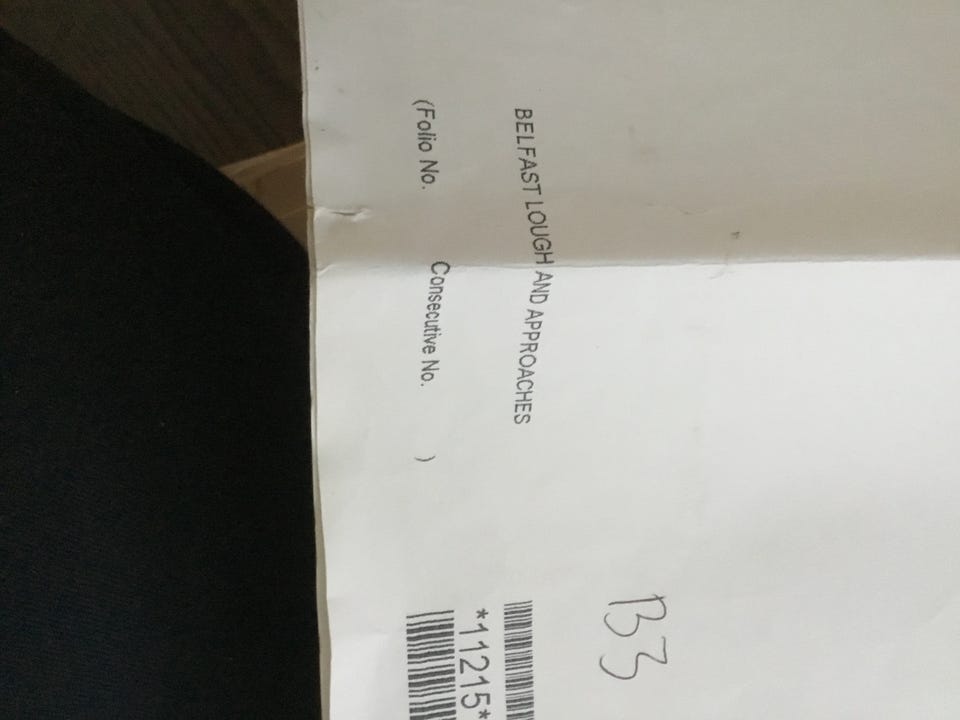 B3
BELFAST LOUGH AND APPROACHES
*11215*
(Folio No. Consecutive No. )